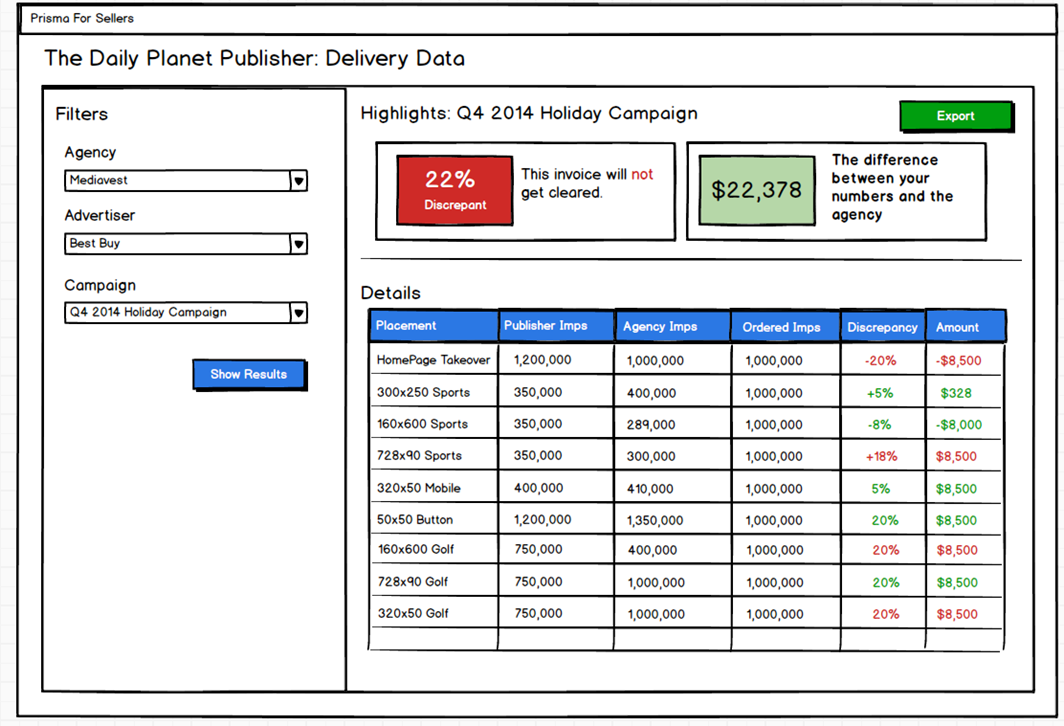 Prisma For Sellers
The Daily Planet Publisher: Delivery Data
Filters
Agency
Mediavest
Advertiser
Best Buy
Campaign
Q4 2014 Holiday Campaign
Show Results
Highlights: Q4 2014 Holiday Campaign
Export
22%
Discrepant
This invoice will not
get cleared.
$22,378
The difference
between your
numbers and the
agency
Details
Placement Publisher Imps Agency Imps Ordered Imps Discrepancy Amount
HomePage Takeover 1,200,000 1,000,000 1,000,000 -20% -$8,500
300x250 Sports 350,000 400,000 1,000,000 +5% $328
160x600 Sports 350,000 289,000 1,000,000 -8% -$8,000
728x90 Sports 350,000 300,000 1,000,000 +18% $8,500
320x50 Mobile 400,000 410,000 1,000,000 5% $8,500
50x50 Button 1,200,000 1,350,000 1,000,000 20% $8,500
160x600 Golf 750,000 400,000 1,000,000 20% $8,500
728x90 Golf 750,000 1,000,000 1,000,000 20% $8,500
320x50 Golf 750,000 1,000,000 1,000,000 20% $8,500